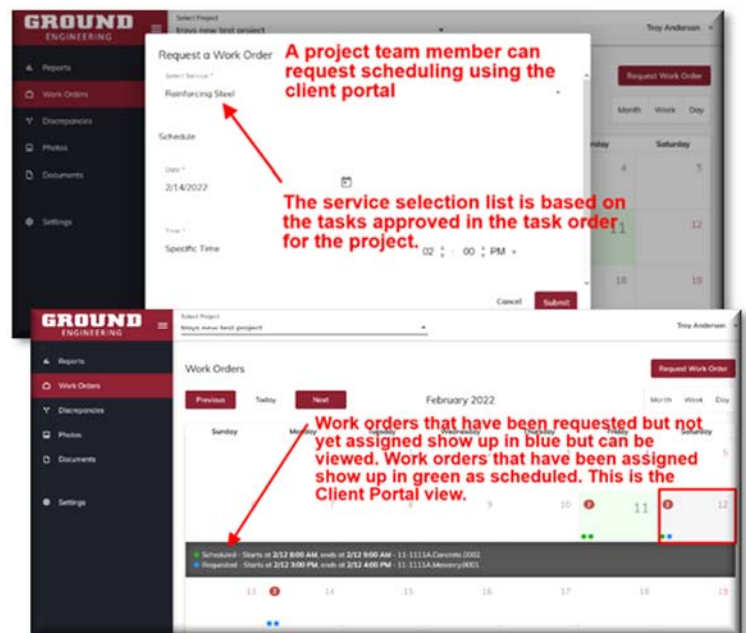 GROUND
ENGINEERING
Select Project
troys new test project
Troy Anderson
Reports
Work Orders
Discrepancies
Photos
Documents
Settings
Request a Work Order
Select Service *
Reinforcing Steel
Schedule
Date *
2/14/2022
Time *
Specific Time
02 : 00 PM
Cancel
Submit
A project team member can
request scheduling using the
client portal
The service selection list is based on
the tasks approved in the task order
for the project.
Request Work Order
Month Week Day
Saturday
4 5
11 12
18 19
GROUND
ENGINEERING
Select Project
troys new test project
Troy Anderson
Reports
Work Orders
Discrepancies
Photos
Documents
Settings
Work Orders
Request Work Order
Previous Today Next
February 2022
Month Week Day
Sunday
Work orders that have been requested but not
yet assigned show up in blue but can be
viewed. Work orders that have been assigned
show up in green as scheduled. This is the
Client Portal view.
5
9 10 2 11 2 12
Scheduled - Starts at 2/12 8:00 AM, ends at 2/12 9:00 AM - 11-1111A.Concrete.0002
Requested - Starts at 2/12 3:00 PM, ends at 2/12 4:00 PM - 11-1111A.Masonry.0001
13 2 14 15 16 17 18 19